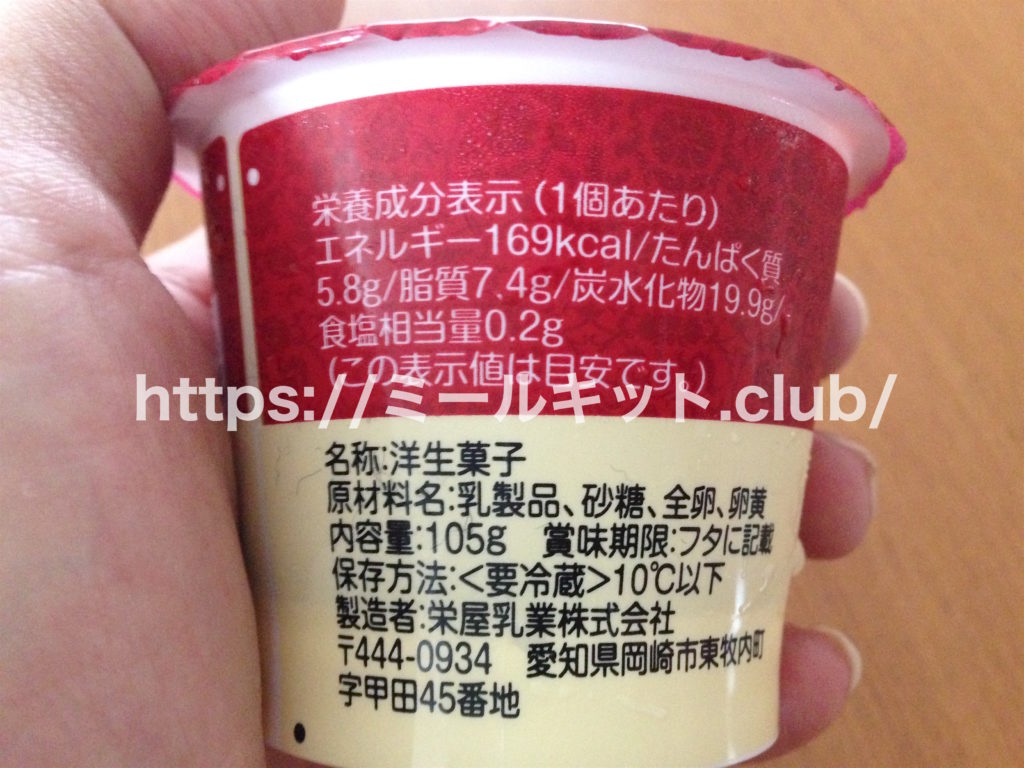 栄養成分表示(1個あたり)
エネルギー169kcal/たんぱく質
5.8g/脂質7.4g/炭水化物19.9g/
食塩相当量0.2g
(この表示値は目安です。)
https://ミールキット.club/
名称:洋生菓子
原材料名:乳製品、砂糖、全卵、卵黄
内容量:105g 賞味期限:フタに記載
保存方法:<要冷蔵>10℃以下
製造者:栄屋乳業株式会社
〒444-0934 愛知県岡崎市東牧内町
字甲田45番地